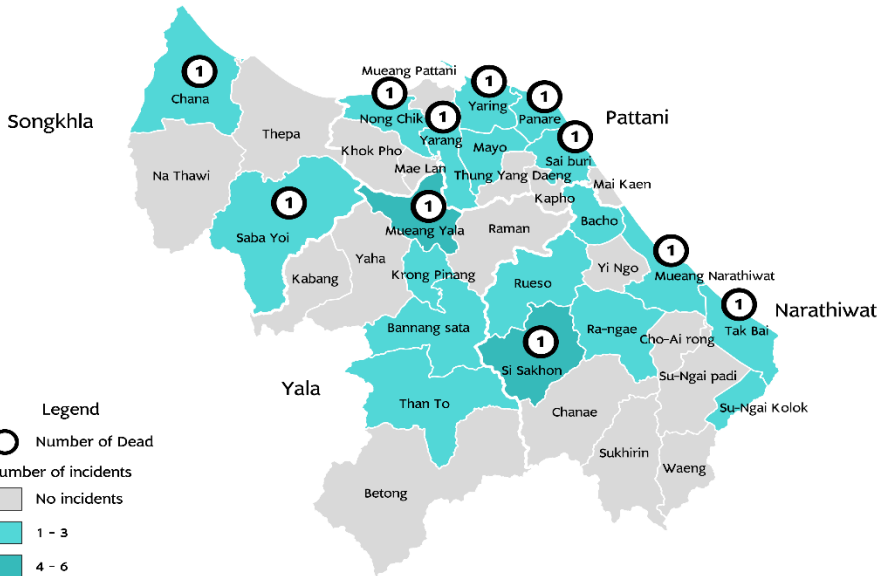 1
Chana
Mueang Pattani
1
1
1
Nong Chik
1
Yaring
Panare
Songkhla
Pattani
Thepa
Yarang
1
Khok Pho
Mayo
Sai buri
Na Thawi
Mae Lan
Thung Yang Daeng
Mai Kaen
Kapho
1
Saba Yoi
1
Mueang Yala
Raman
Bacho
Yaha
1
Kabang
Krong Pinang
Rueso
Yi Ngo
Mueang Narathiwat
1
Narathiwat
Bannang sata
1
Ra-ngae
Cho-Ai rong
Tak Bai
Si Sakhon
Su-Ngai padi
Yala
Than To
Su-Ngai Kolok
Chanae
Sukhirin
Waeng
Betong
Legend
Number of Dead
umber of incidents
No incidents
1 - 3
4 - 6